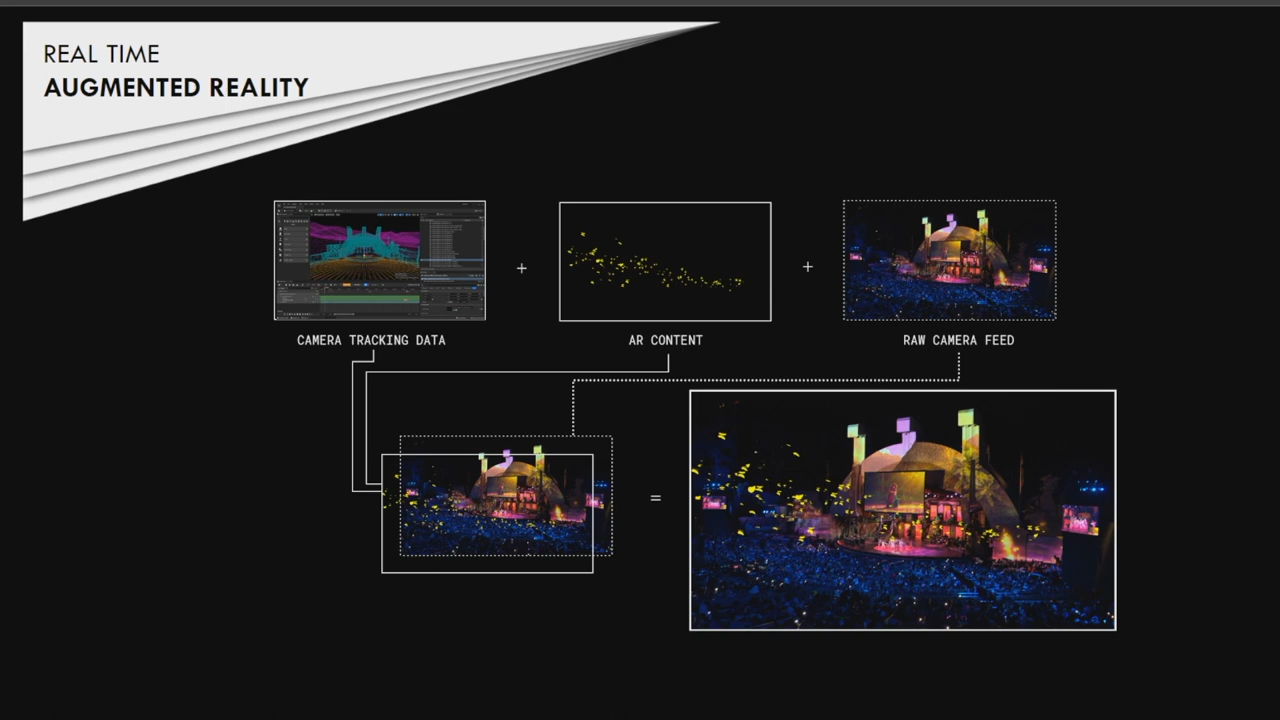 REAL TIME
AUGMENTED REALITY
+
+
CAMERA TRACKING DATA
AR CONTENT
RAW CAMERA FEED
=